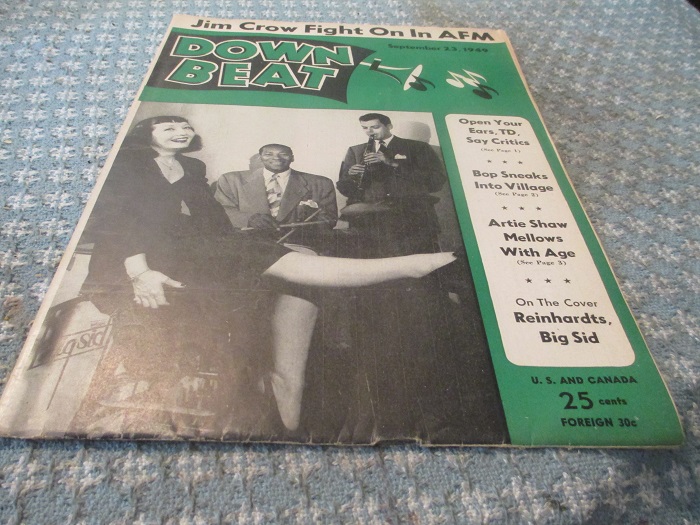 Jim Crow Fight On In AFM
DOWN
BEAT
September 23, 1949
Open Your
Ears, TD,
Say Critics
(See Page 1)
* * *
Bop Sneaks
Into Village
(See Page 2)
* * *
Artie Shaw
Mellows
With Age
(See Page 3)
* * *
On The Cover
Reinhardts,
Big Sid
U. S. AND CANADA
25 cents
FOREIGN 30c
Big Sid